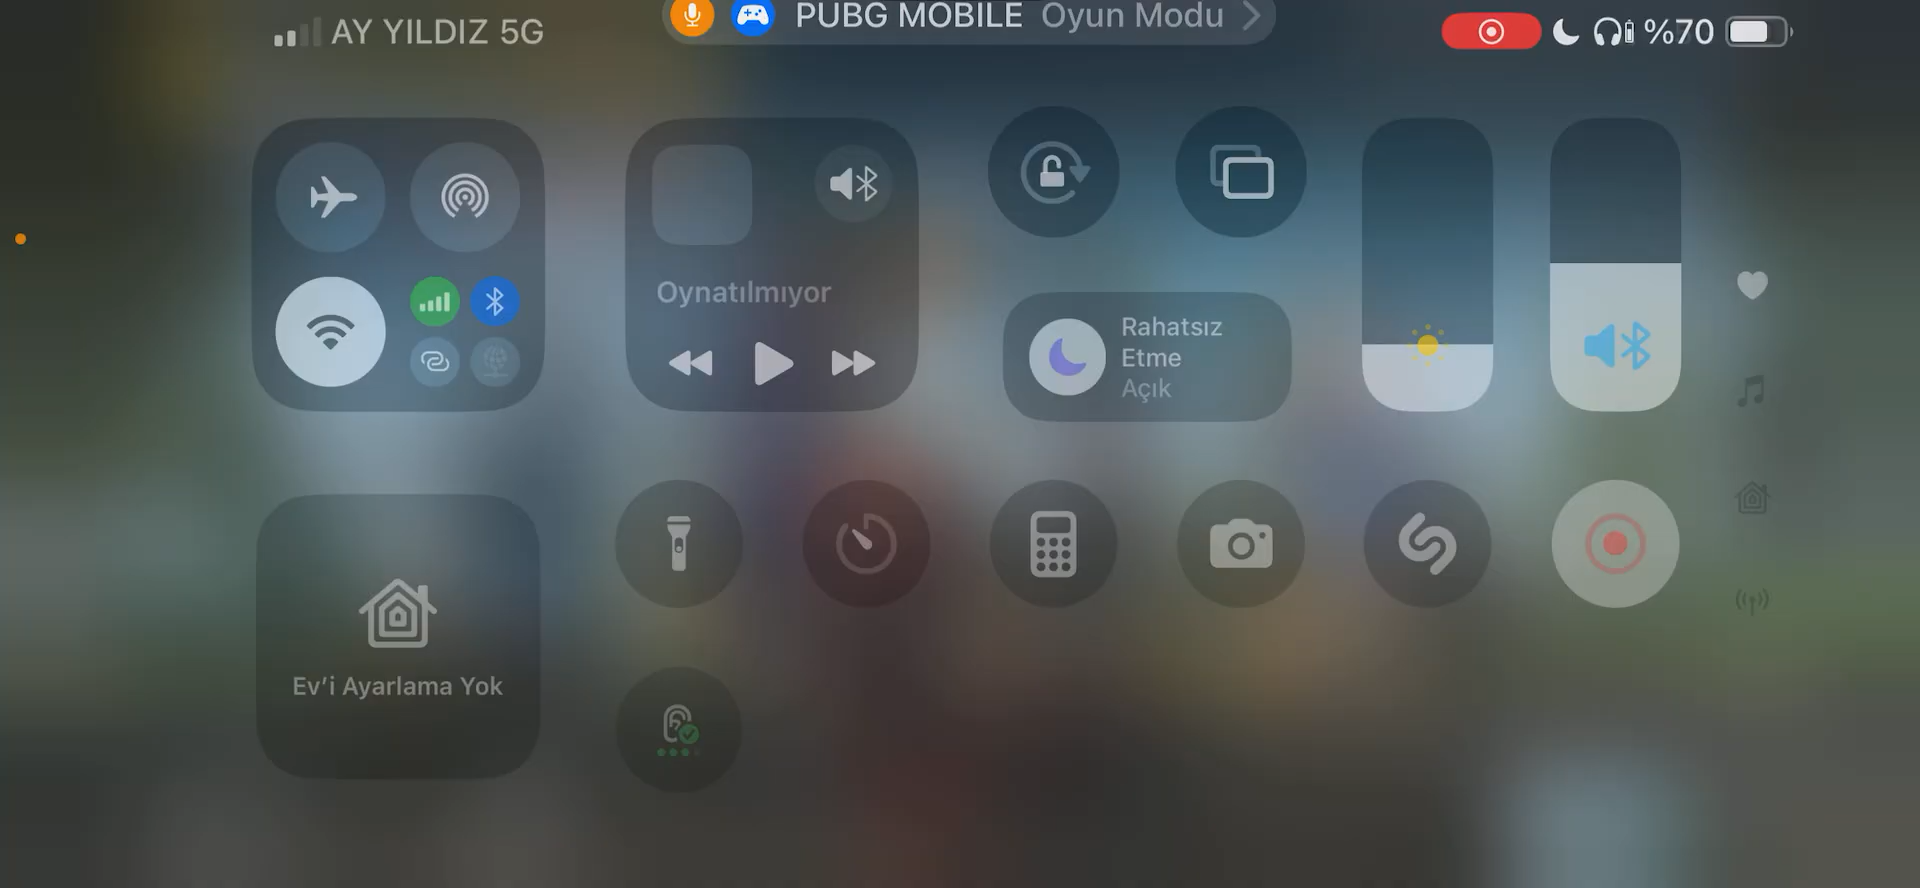 AY YILDIZ 5G
PUBG MOBILE Oyun Modu
%70
Oynatılmıyor
Rahatsız
Etme
Açık
Ev'i Ayarlama Yok